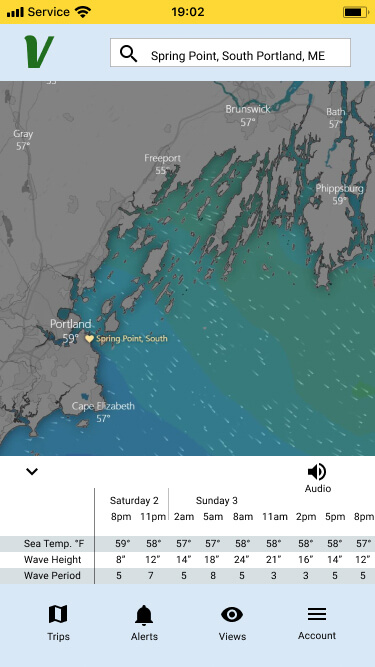 Service 19:02
V
Spring Point, South Portland, ME
Brunswick
57°
Bath
57°
Gray
57°
Freeport
55°
Phippsburg
59°
Portland
59°
Spring Point, South
Cape Elizabeth
57°
Audio
Saturday 2 Sunday 3
8pm 11pm 2am 5am 8am 11am 2pm 5pm 8pm
Sea Temp. °F 59° 58° 57° 57° 58° 58° 58° 58° 57°
Wave Height 8” 12” 14” 18” 24” 21” 16” 14” 12”
Wave Period 5 7 5 8 5 3 3 5 5
Trips Alerts Views Account